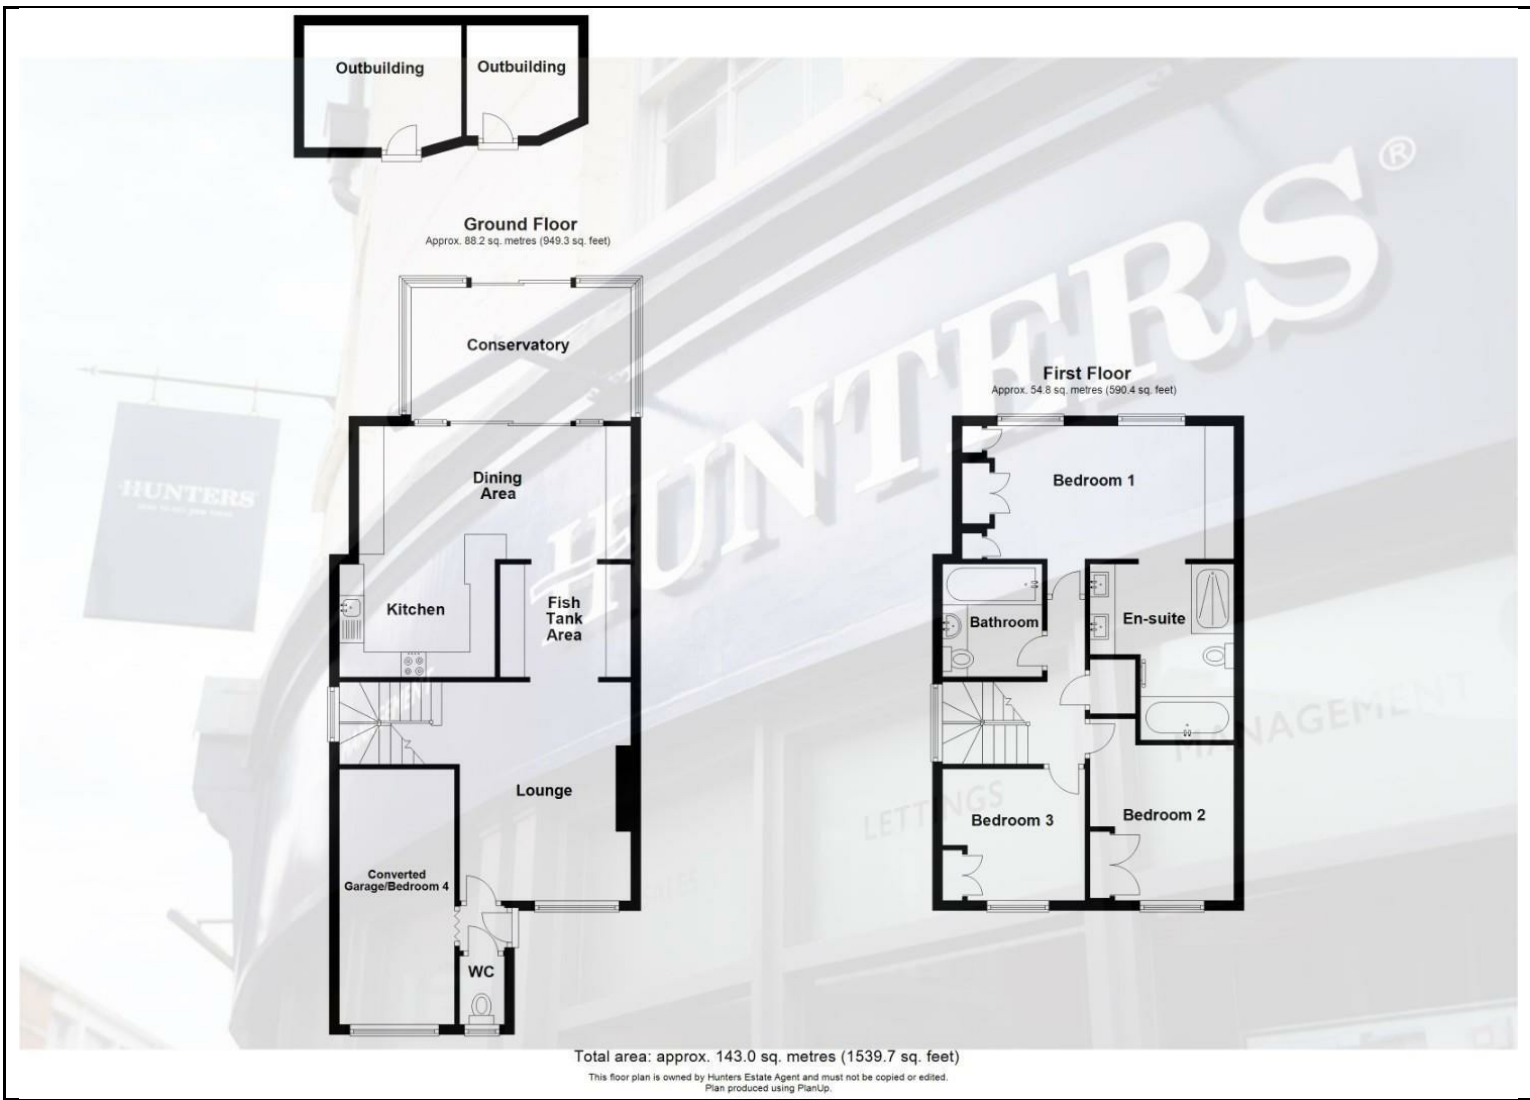 Outbuilding
Outbuilding
Ground Floor
Approx. 88.2 sq. metres (949.3 sq. feet)
Conservatory
Dining
Area
Kitchen
Fish
Tank
Area
Lounge
Converted
Garage/Bedroom 4
WC
First Floor
Approx. 54.8 sq. metres (590.4 sq. feet)
Bedroom 1
Bathroom
En-suite
Bedroom 3
Bedroom 2
HUNTERS®
HUNTERS
LETTINGS
MANAGEMENT
Total area: approx. 143.0 sq. metres (1539.7 sq. feet)
This floor plan is owned by Hunters Estate Agent and must not be copied or edited.
Plan produced using PlanUp.